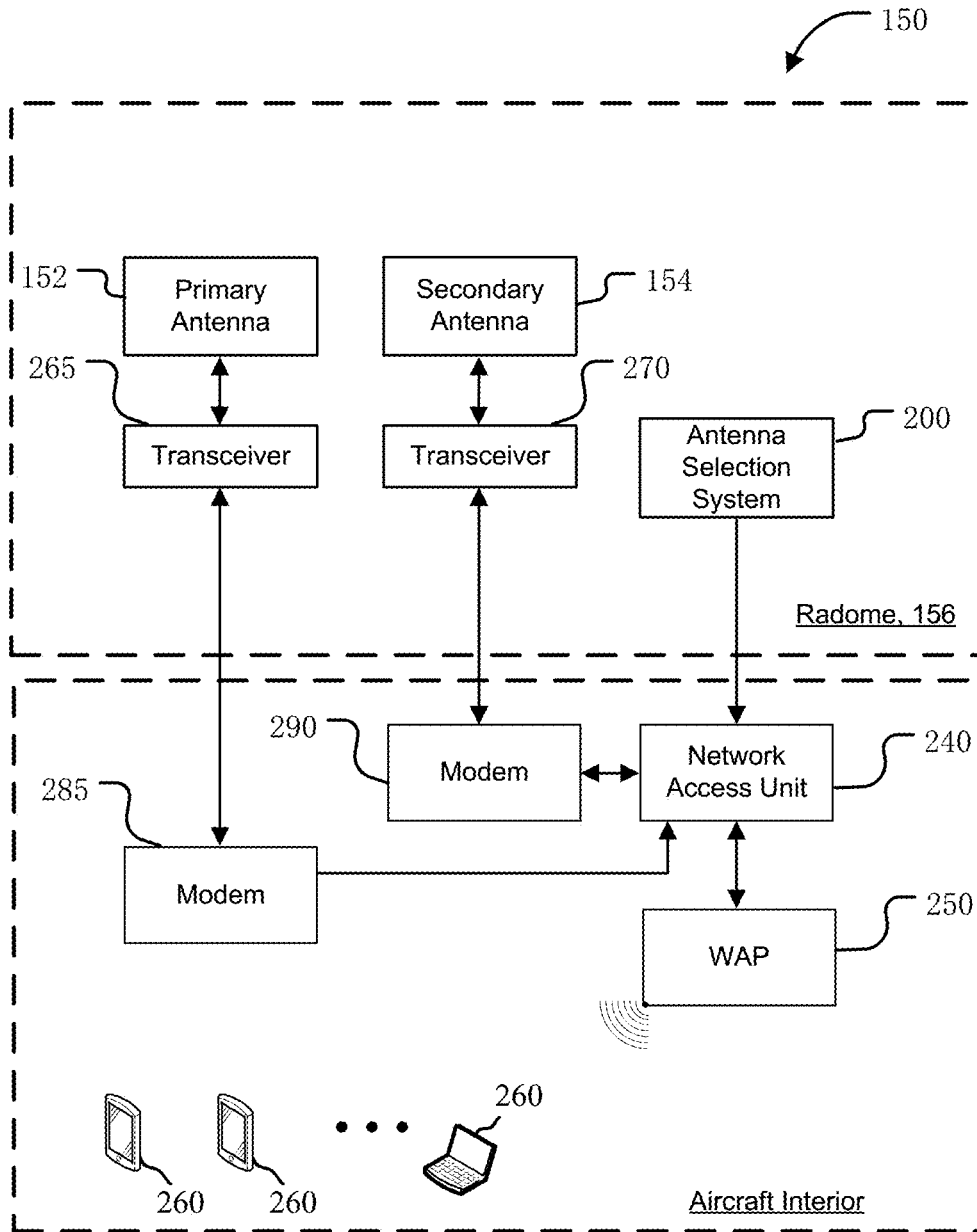 150
152
Primary
Antenna
Secondary
Antenna
154
265
Transceiver
270
Transceiver
200
Antenna
Selection
System
Radome, 156
290
Modem
Network
Access Unit
240
285
Modem
WAP
250
260
260
260
Aircraft Interior